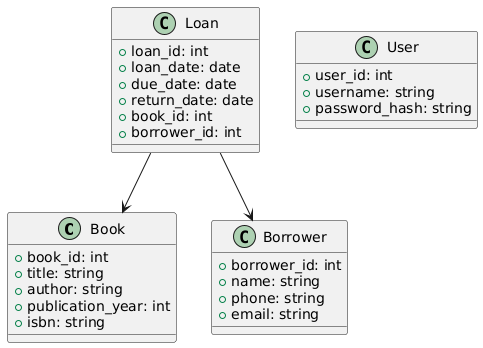 C Loan
loan_id: int
loan_date: date
due_date: date
return_date: date
book_id: int
borrower_id: int
C User
user_id: int
username: string
password_hash: string
C Book
book_id: int
title: string
author: string
publication_year: int
isbn: string
C Borrower
borrower_id: int
name: string
phone: string
email: string